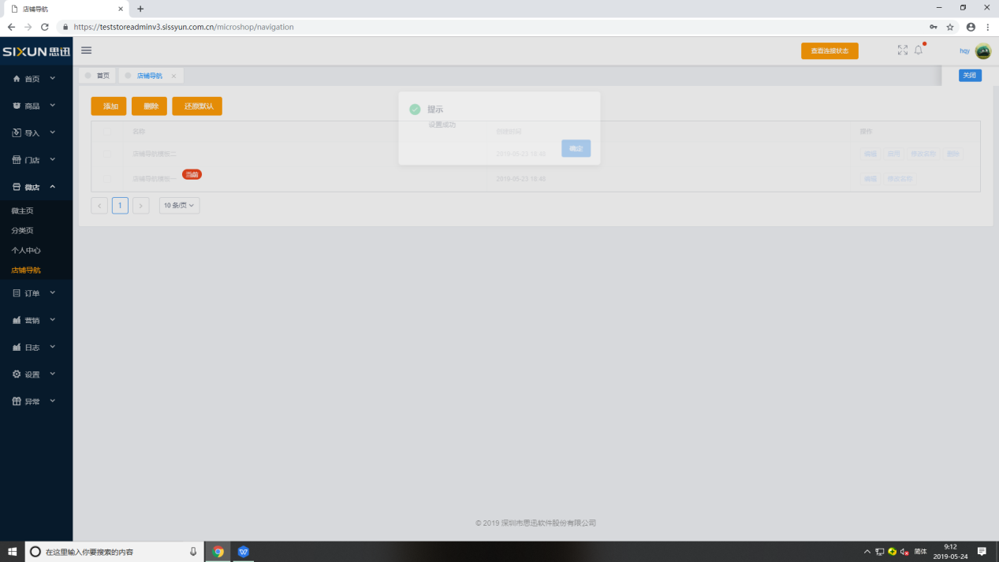 店铺导航
https://teststoreadminv3.sissyun.com.cn/microshop/navigation
SIXUN思迅
查看连接状态
hqy
首页
店铺导航
关闭
首页
商品
导入
门店
微店
微主页
分类页
个人中心
店铺导航
订单
营销
日志
设置
异常
添加
删除
还原默认
提示
设置成功
确定
名称
创建时间
操作
店铺导航模板二
2019-05-23 18:48
编辑
启用
修改名称
删除
店铺导航模板一
当前
2019-05-23 18:48
编辑
修改名称
1
10 条/页
© 2019 深圳市思迅软件股份有限公司
在这里输入你要搜索的内容
简体
9:12
2019-05-24